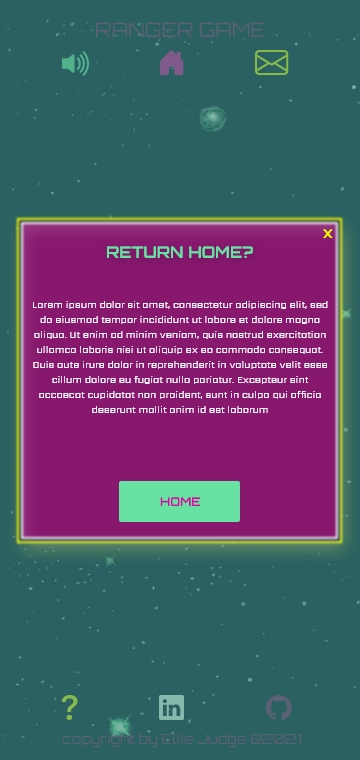 RANGER GAME
X
RETURN HOME?
Lorem ipsum dolor sit amet, consectetur adipiscing elit, sed
do eiusmod tempor incididunt ut labore et dolore magna
aliqua. Ut enim ad minim veniam, quis nostrud exercitation
ullamco laboris nisi ut aliquip ex ea commodo consequat.
Duis aute irure dolor in reprehenderit in voluptate velit esse
cillum dolore eu fugiat nulla pariatur. Excepteur sint
occaecat cupidatat non proident, sunt in culpa qui officia
deserunt mollit anim id est laborum
HOME
?
in
copyright by Ellie Judge @2021